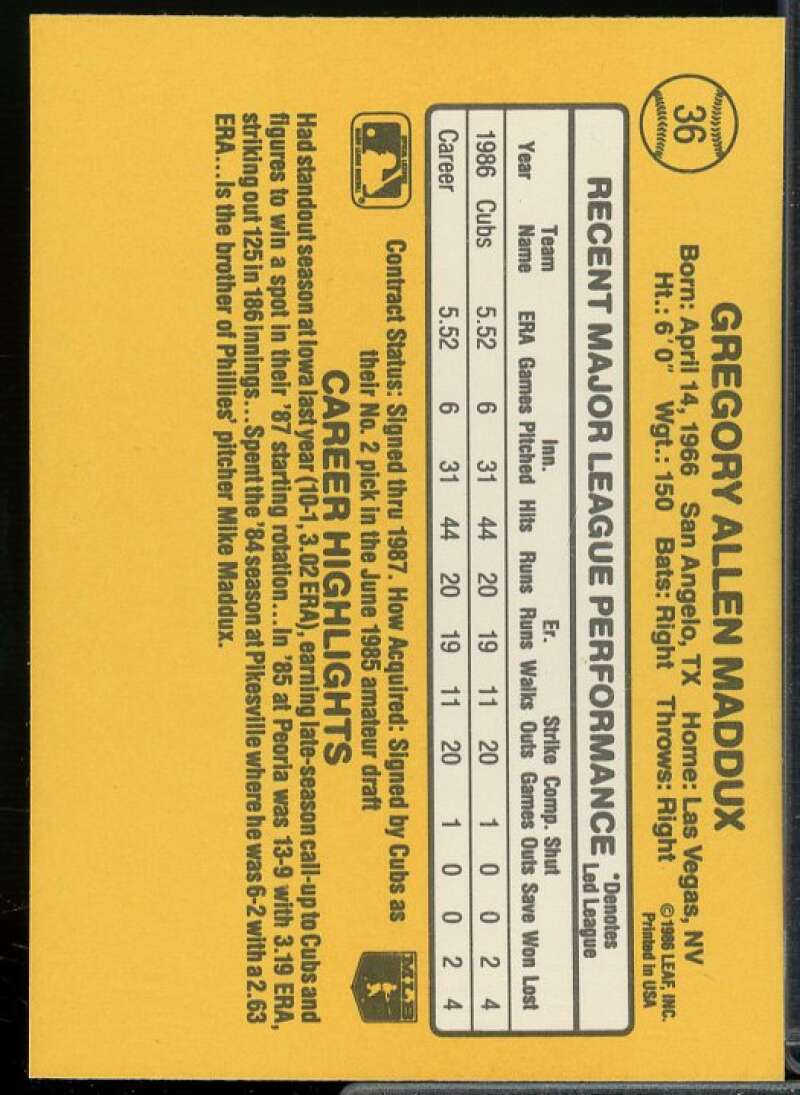 36
GREGORY ALLEN MADDUX
Born: April 14, 1966 San Angelo, TX Home: Las Vegas, NV
Ht.: 6'0" Wgt.: 150 Bats: Right Throws: Right
©1986 LEAF, INC.
Printed in USA
RECENT MAJOR LEAGUE PERFORMANCE
*Denotes
Led League
Team Inn. Er. Strike Comp. Shut
Year Name ERA Games Pitched Hits Runs Runs Walks Outs Games Outs Save Won Lost
1986 Cubs 5.52 6 31 44 20 19 11 20 1 0 0 2 4
Career 5.52 6 31 44 20 19 11 20 1 0 0 2 4
Contract Status: Signed thru 1987. How Acquired: Signed by Cubs as
their No. 2 pick in the June 1985 amateur draft
MLB
CAREER HIGHLIGHTS
Had standout season at Iowa last year (10-1, 3.02 ERA), earning late-season call-up to Cubs and
figures to win a spot in their '87 starting rotation...In '85 at Peoria was 13-9 with 3.19 ERA,
striking out 125 in 186 innings...Spent the '84 season at Pikesville where he was 6-2 with a 2.63
ERA...Is the brother of Phillies' pitcher Mike Maddux.